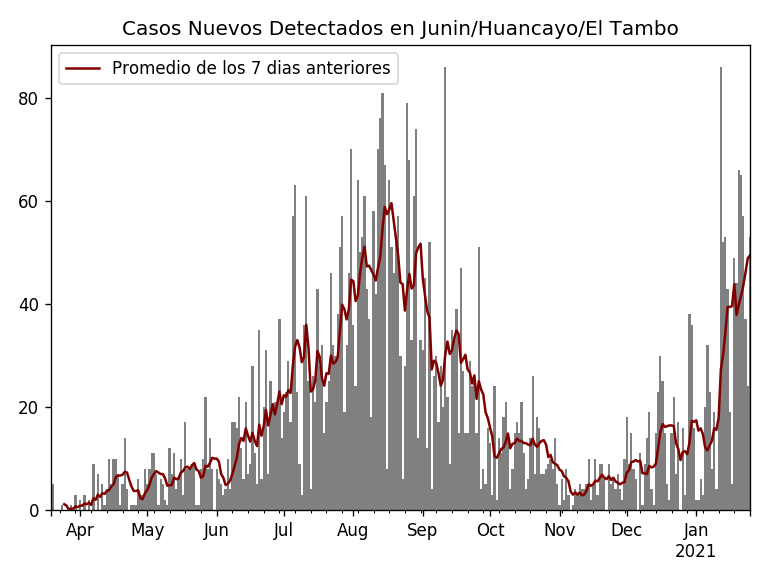 Casos Nuevos Detectados en Junin/Huancayo/El Tambo
Promedio de los 7 dias anteriores
80
60
40
20
0
Apr May Jun Jul Aug Sep Oct Nov Dec Jan
2021